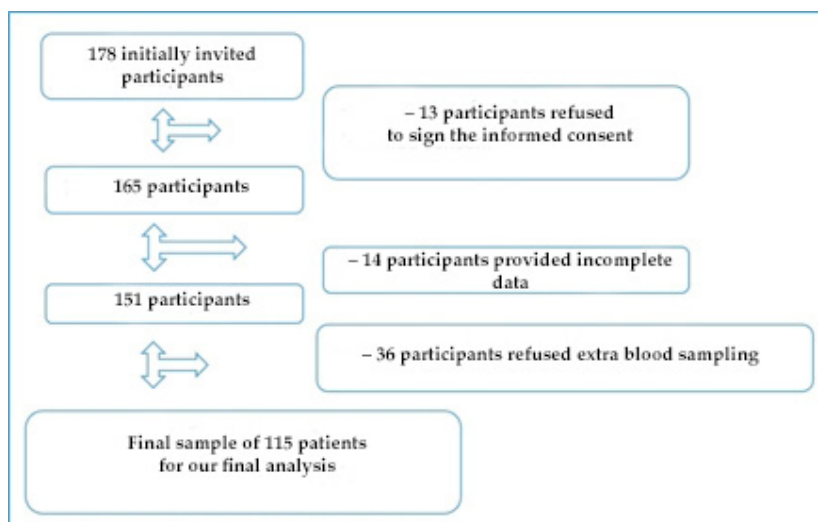 178 initially invited
participants
– 13 participants refused
to sign the informed consent
165 participants
– 14 participants provided incomplete
data
151 participants
– 36 participants refused extra blood sampling
Final sample of 115 patients
for our final analysis